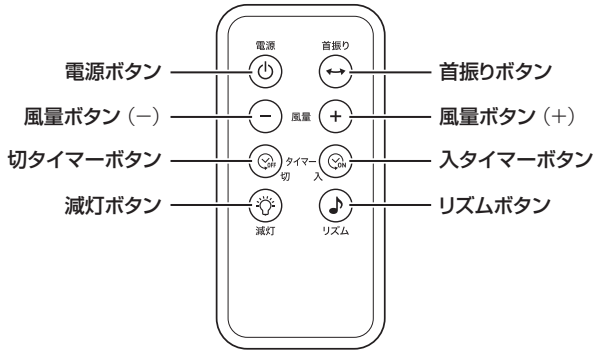 電源 首振り
電源ボタン 首振りボタン
風量ボタン（－） 風量 風量ボタン（＋）
切タイマーボタン OFF タイマー ON 入タイマーボタン
切 入
減灯ボタン リズムボタン
減灯 リズム